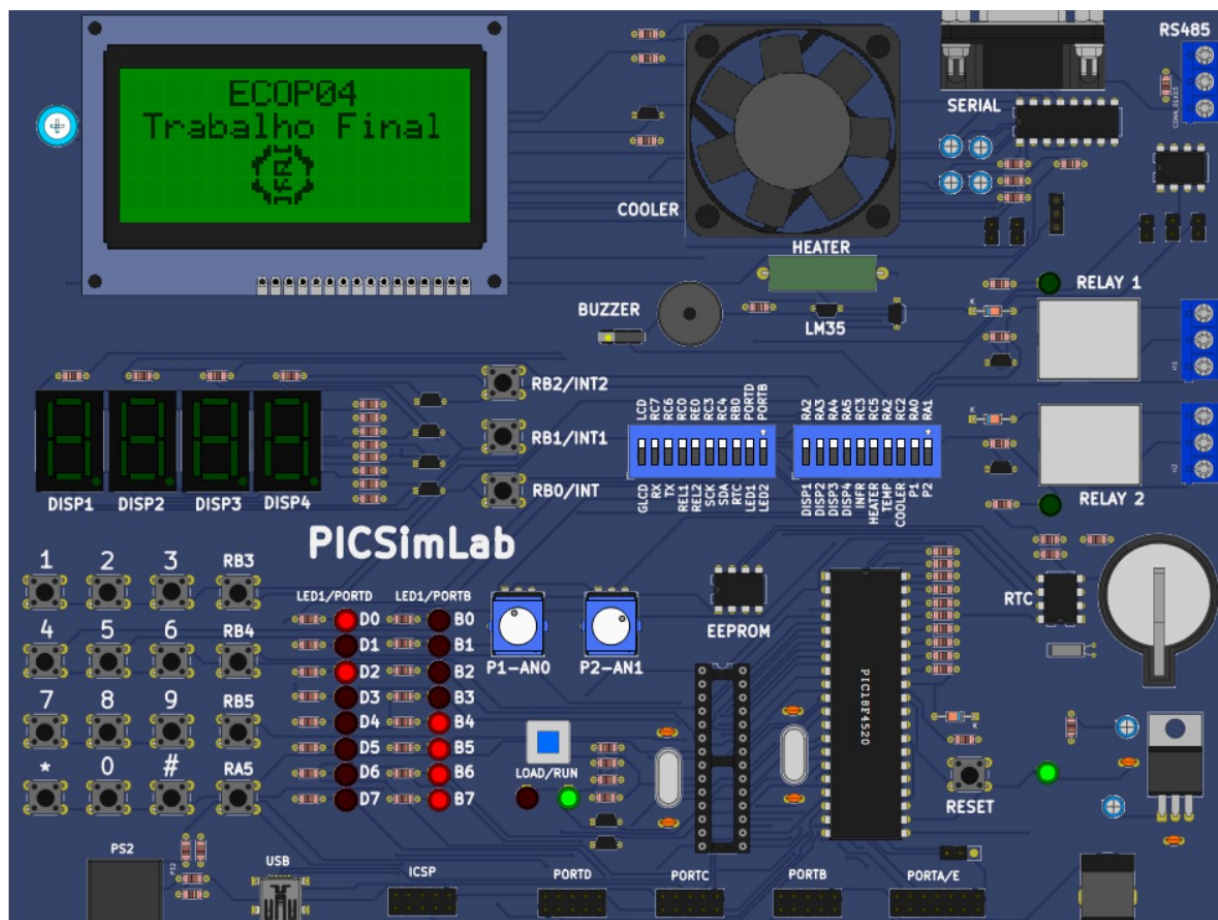 ECOP04
Trabalho Final
RS485
SERIAL
COOLER
HEATER
BUZZER
LM35
RELAY 1
RB2/INT2
RB1/INT1
RB0/INT
LCD
RC7
RC6
RC0
RE0
RC3
RC4
RB0
PORTD
PORTB
GLCD
RX
TX
REL1
REL2
SCK
SDA
RTC
LED1
LED2
RA2
RA3
RA4
RA5
RC3
RC5
RA2
RC2
RA0
RA1
DISP1
DISP2
DISP3
DISP4
INFR
HEATER
TEMP
COOLER
P1
P2
RELAY 2
DISP1 DISP2 DISP3 DISP4
PICSimLab
1 2 3 RB3
4 5 6 RB4
7 8 9 RB5
* 0 # RA5
LED1/PORTD LED1/PORTB
D0 B0
D1 B1
D2 B2
D3 B3
D4 B4
D5 B5
D6 B6
D7 B7
P1-AN0 P2-AN1
EEPROM
RTC
PIC18F4520
LOAD/RUN
RESET
PS2
PS2
USB
ICSP
PORTD
PORTC
PORTB
PORTA/E